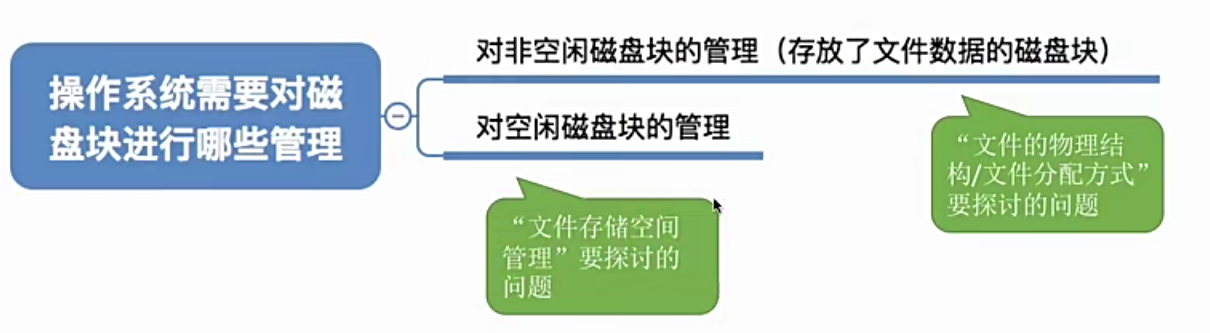 操作系统需要对磁
盘块进行哪些管理
对非空闲磁盘块的管理（存放了文件数据的磁盘块）
对空闲磁盘块的管理
“文件的物理结
构/文件分配方式”
要探讨的问题
“文件存储空间
管理”要探讨的
问题